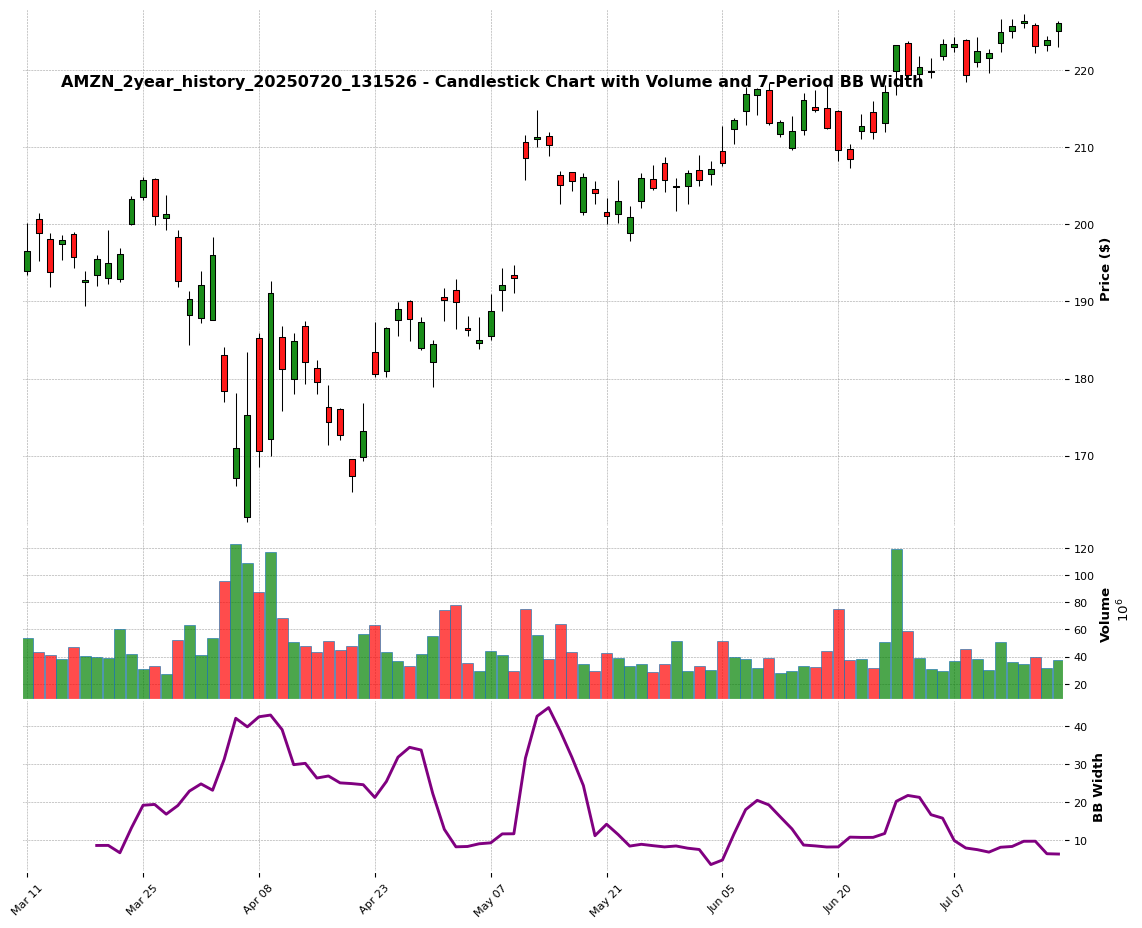 AMZN_2year_history_20250720_131526 - Candlestick Chart with Volume and 7-Period BB Width
220
210
200
190
180
170
Price ($)
120
100
80
60
40
20
Volume
10^6
40
30
20
10
BB Width
Mar 11
Mar 25
Apr 08
Apr 23
May 07
May 21
Jun 05
Jun 20
Jul 07